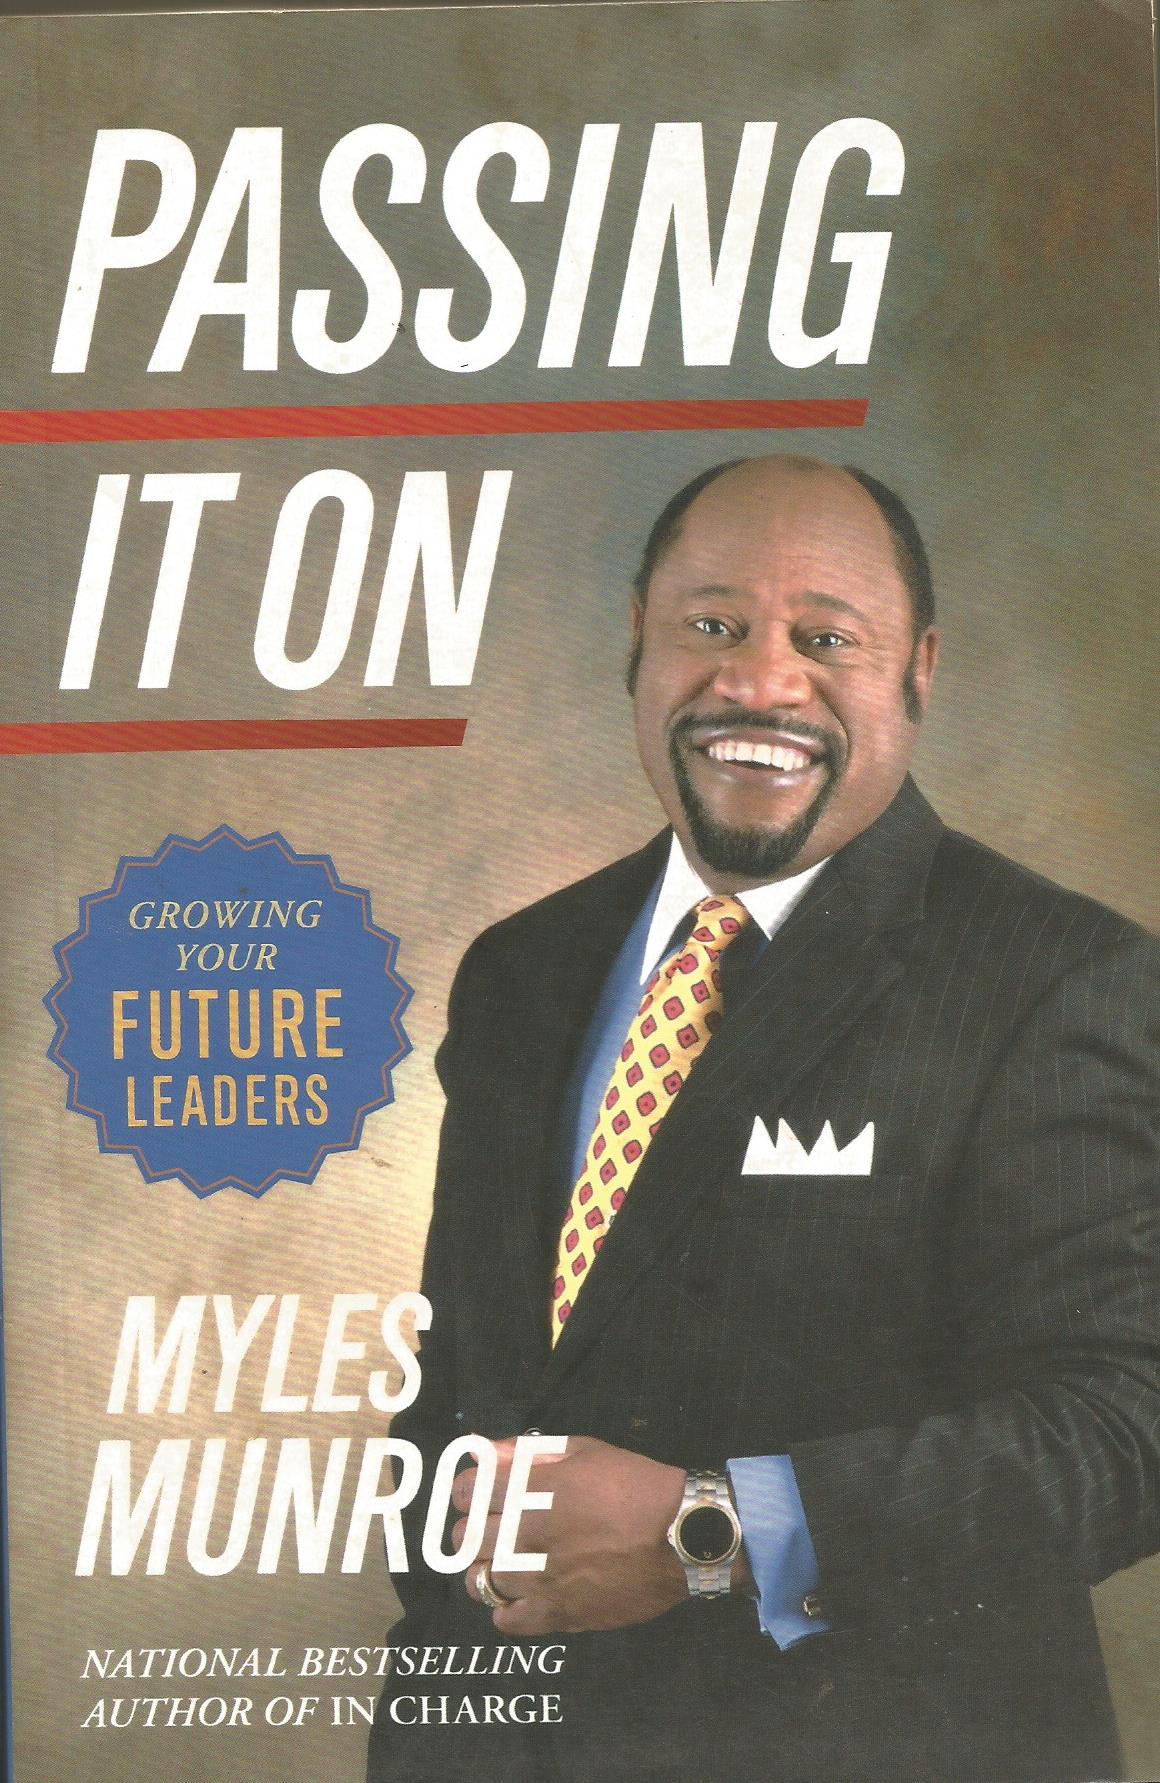 PASSING
IT ON
GROWING
YOUR
FUTURE
LEADERS
MYLES
MUNROE
NATIONAL BESTSELLING
AUTHOR OF IN CHARGE